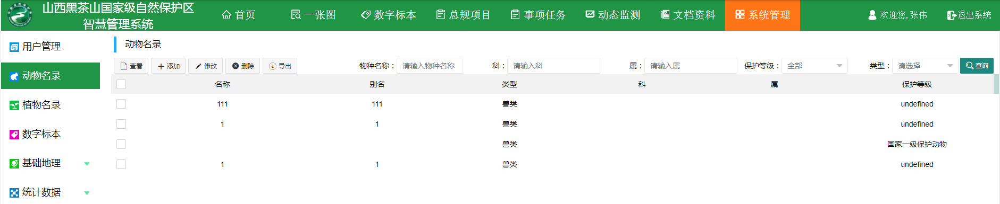 山西黑茶山国家级自然保护区
智慧管理系统
首页
一张图
数字标本
总规项目
事项任务
动态监测
文档资料
系统管理
欢迎您, 张伟
退出系统
用户管理
动物名录
植物名录
数字标本
基础地理
统计数据
动物名录
查看 添加 修改 删除 导出
物种名称： 请输入物种名称 科： 请输入科 属： 请输入属 保护等级： 全部 类型： 请选择 查询
名称 别名 类型 科 属 保护等级
111 111 兽类 undefined
1 1 兽类 undefined
兽类 国家一级保护动物
1 1 兽类 undefined